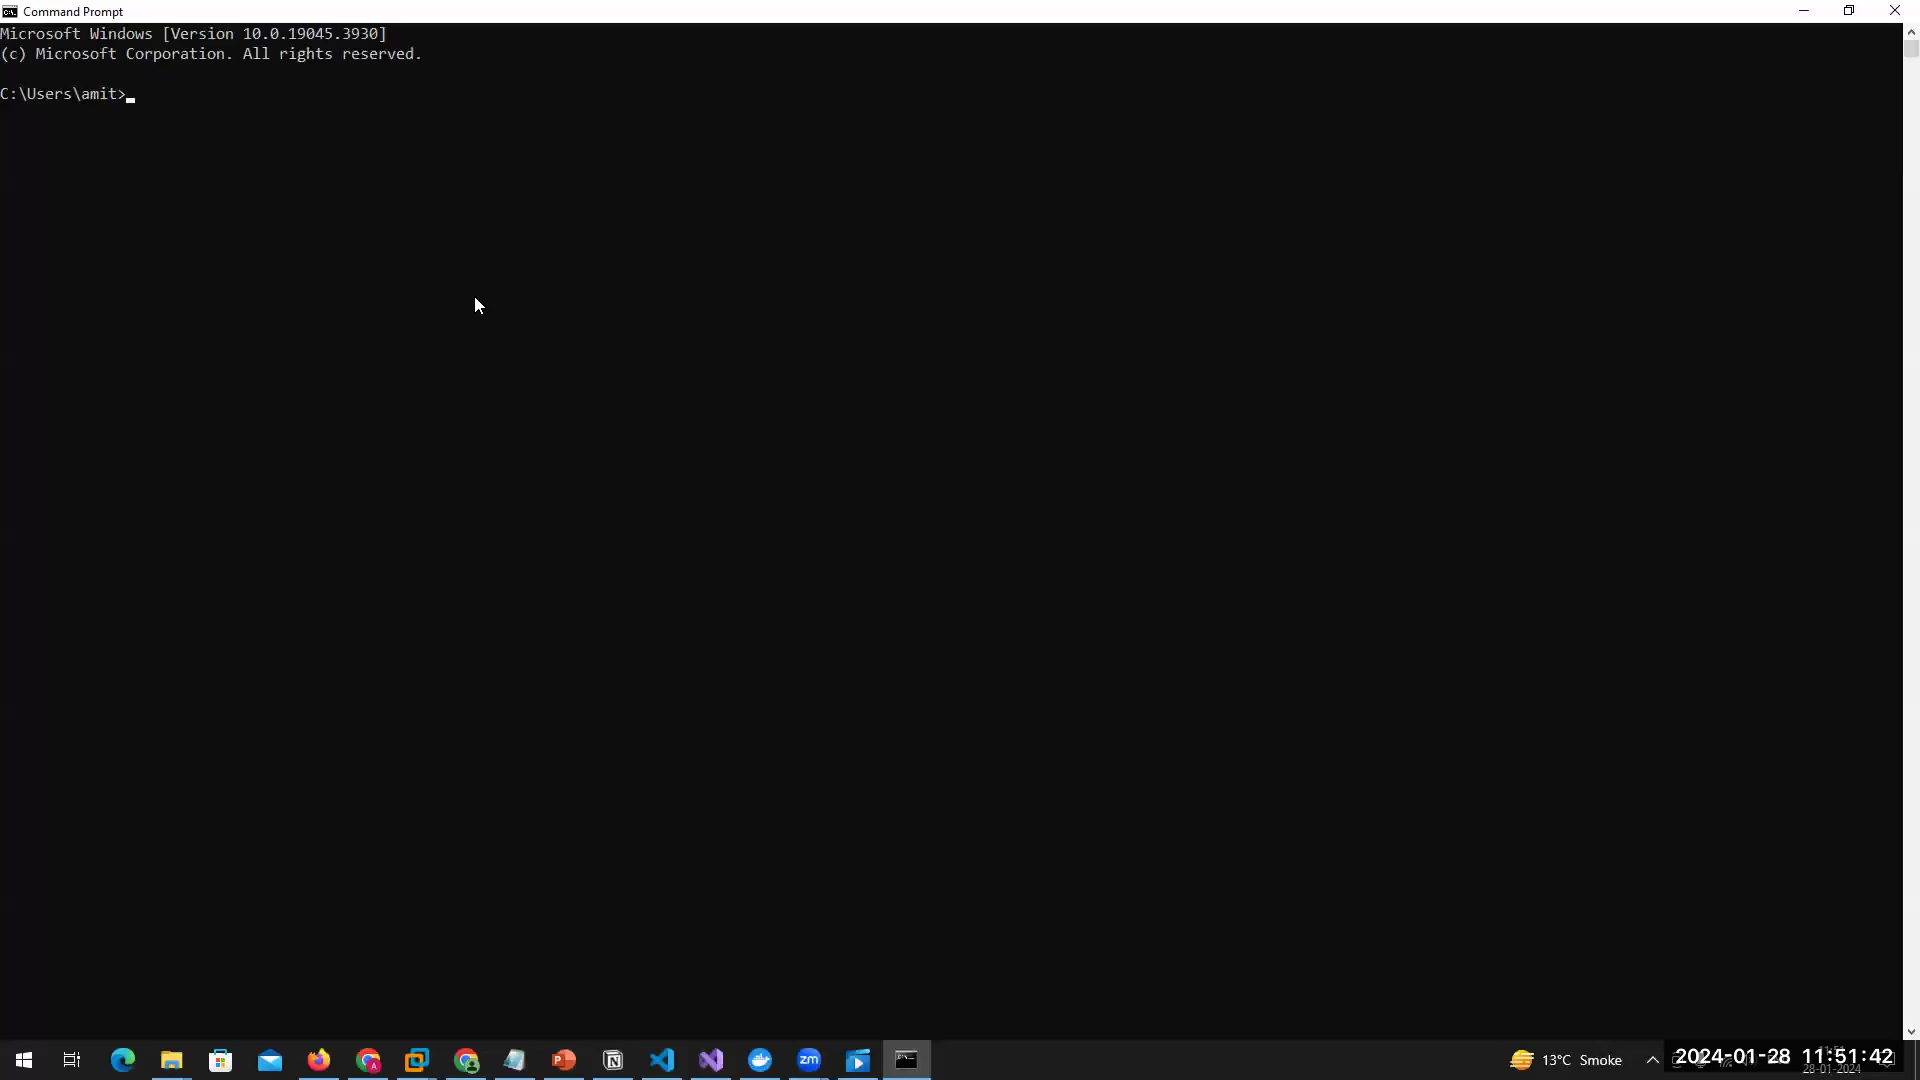 Command Prompt
Microsoft Windows [Version 10.0.19045.3930]
(c) Microsoft Corporation. All rights reserved.
C:\Users\amit>
13°C Smoke
2024-01-28 11:51:42
28-01-2024